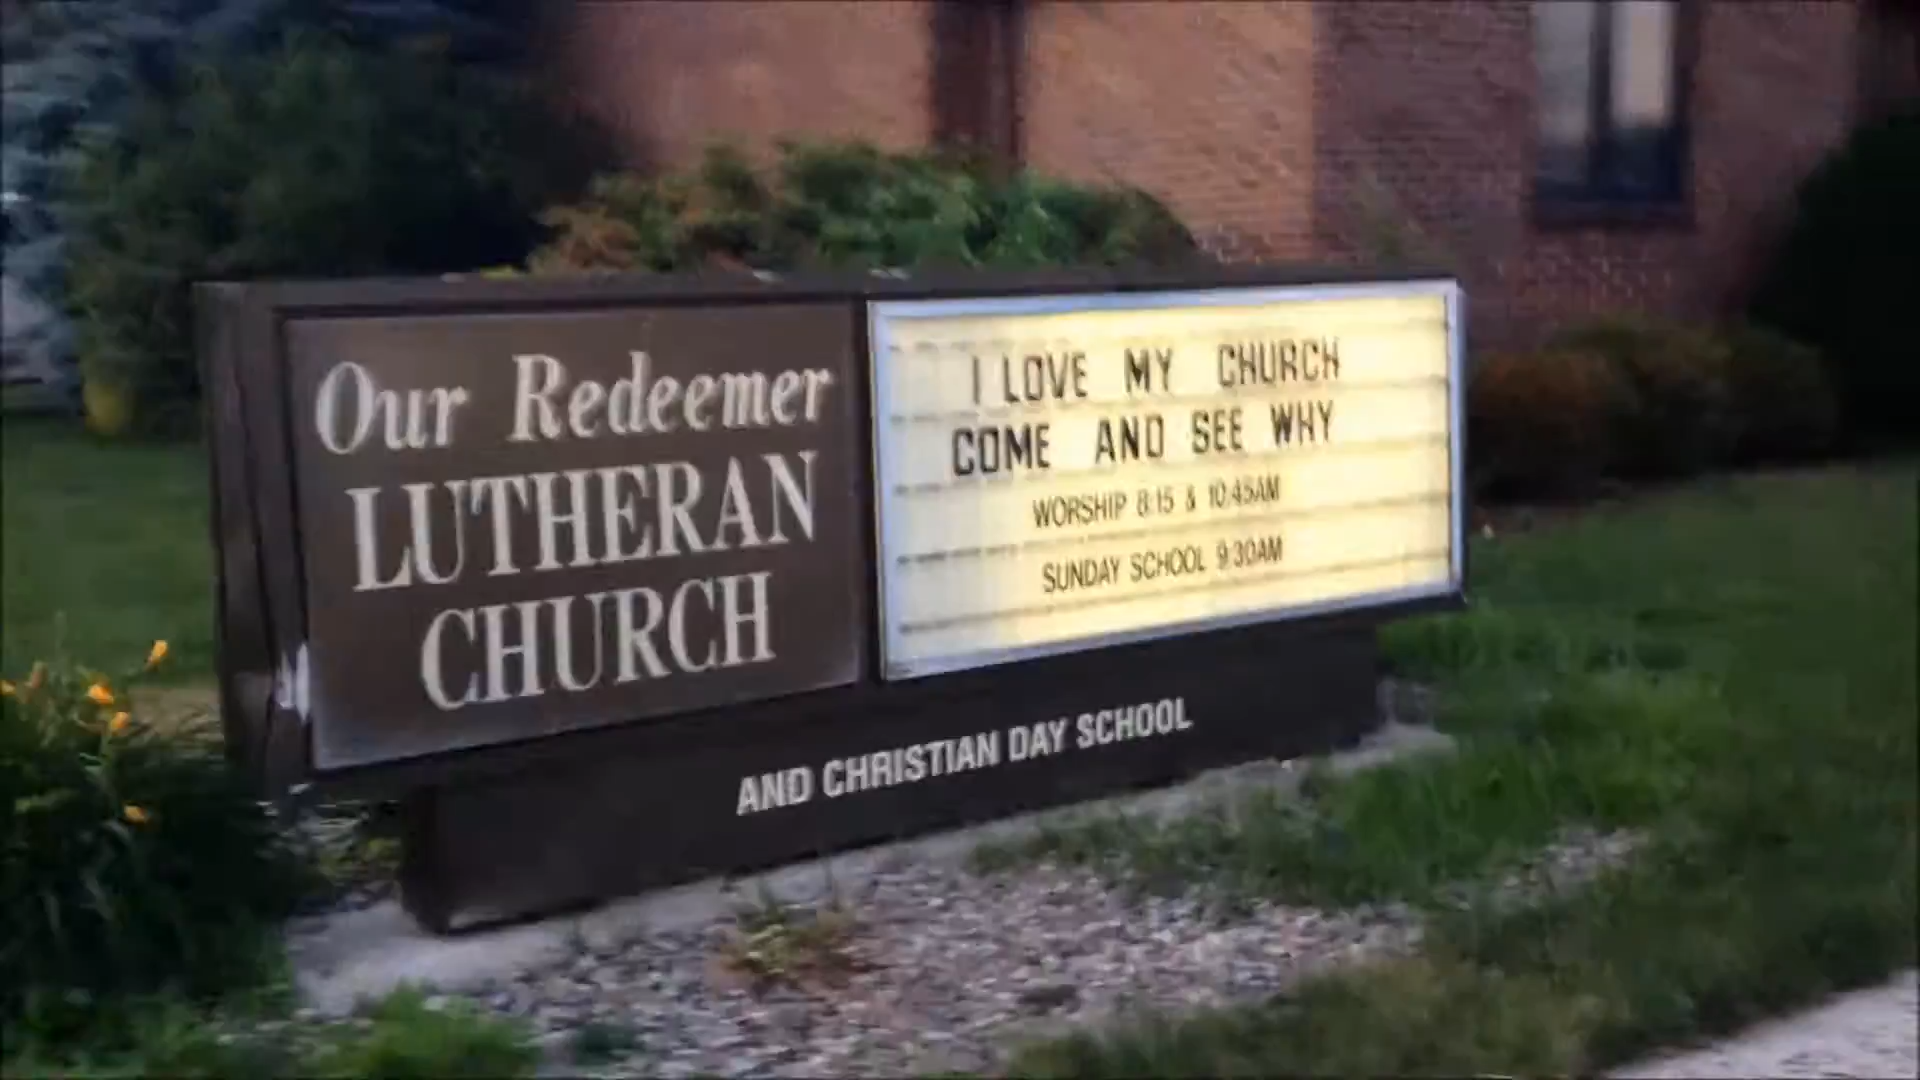 Our Redeemer
LUTHERAN
CHURCH
I LOVE MY CHURCH
COME AND SEE WHY
WORSHIP 8:15 & 10:45AM
SUNDAY SCHOOL 9:30AM
AND CHRISTIAN DAY SCHOOL